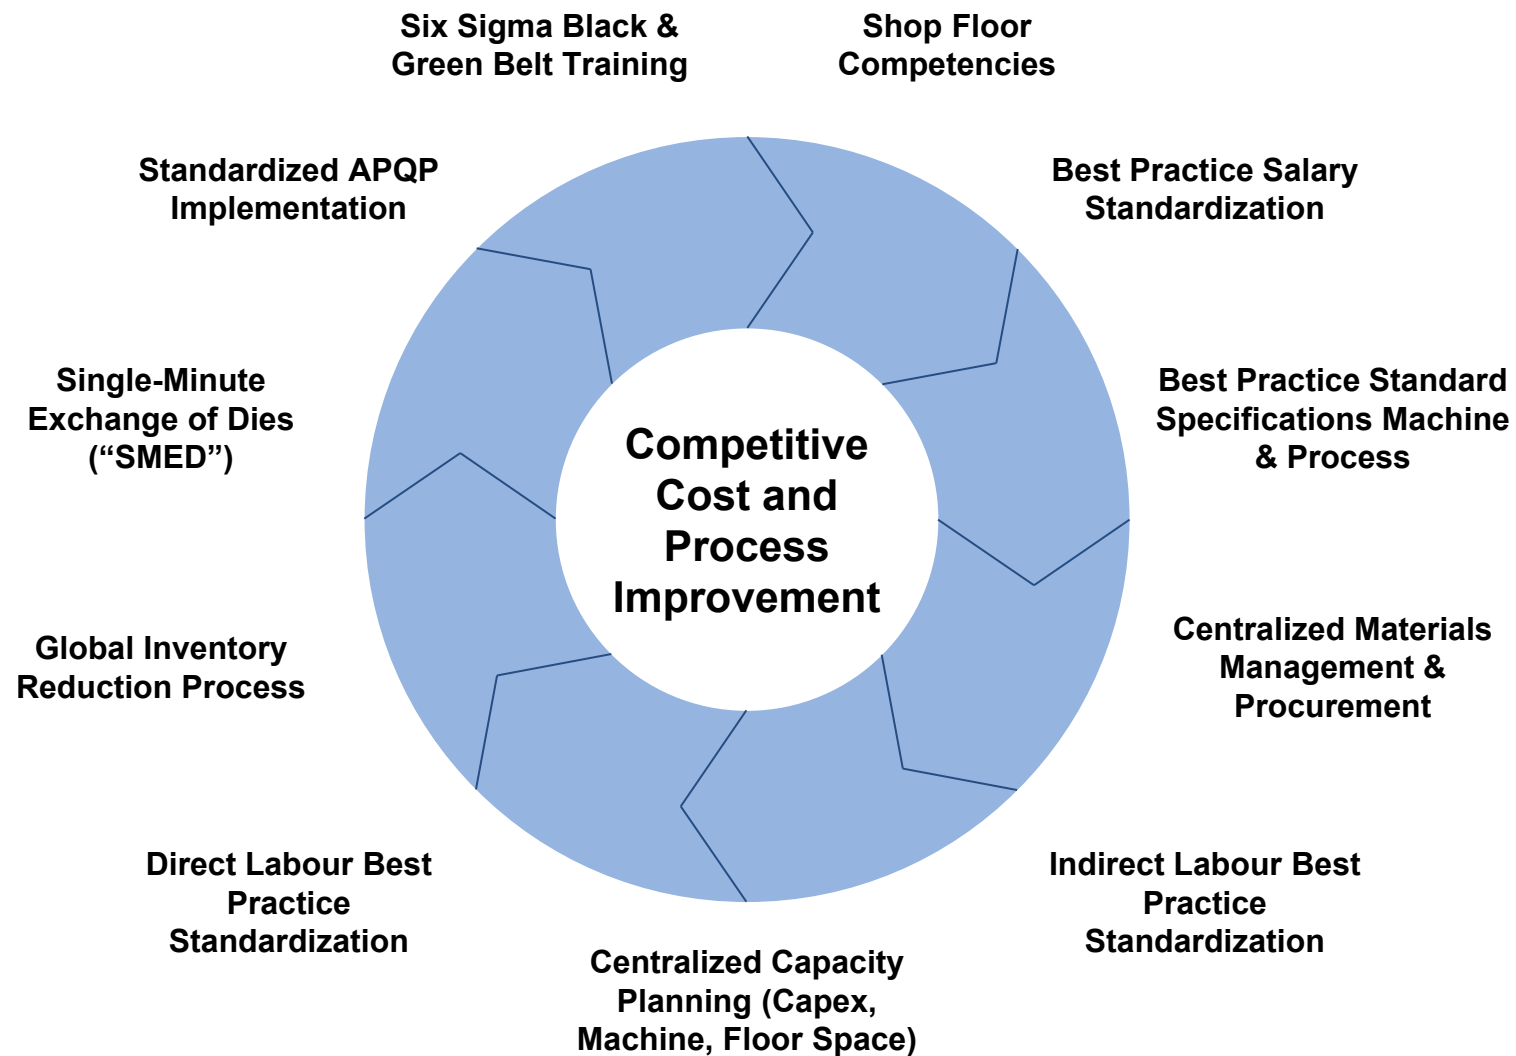 Six Sigma Black &
Green Belt Training
Shop Floor
Competencies
Best Practice Salary
Standardization
Best Practice Standard
Specifications Machine
& Process
Centralized Materials
Management &
Procurement
Indirect Labour Best
Practice
Standardization
Centralized Capacity
Planning (Capex,
Machine, Floor Space)
Direct Labour Best
Practice
Standardization
Global Inventory
Reduction Process
Single-Minute
Exchange of Dies
(“SMED”)
Standardized APQP
Implementation
Competitive
Cost and
Process
Improvement